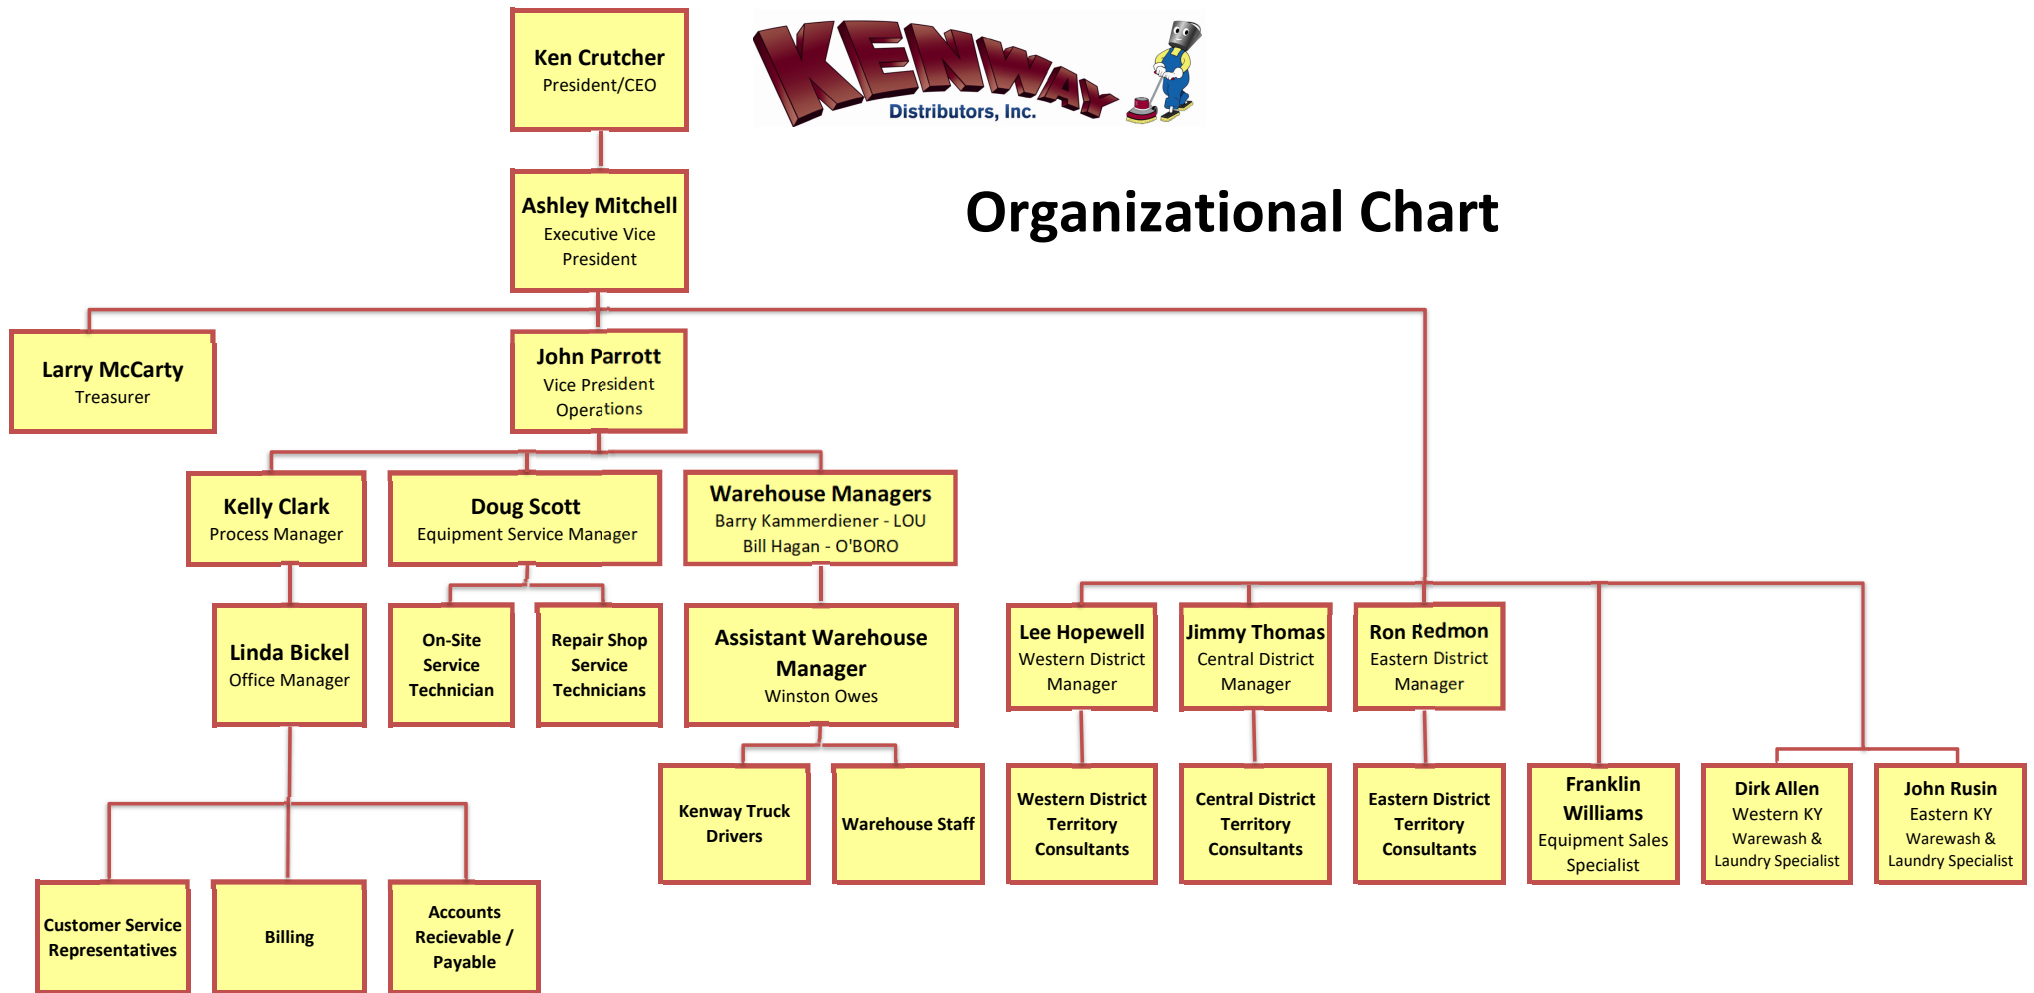 Ken Crutcher
President/CEO
KENWAY
Distributors, Inc.
Organizational Chart
Ashley Mitchell
Executive Vice
President
Larry McCarty
Treasurer
John Parrott
Vice President
Operations
Kelly Clark
Process Manager
Doug Scott
Equipment Service Manager
Warehouse Managers
Barry Kammerdiener - LOU
Bill Hagan - O'BORO
Linda Bickel
Office Manager
On-Site
Service
Technician
Repair Shop
Service
Technicians
Assistant Warehouse
Manager
Winston Owes
Lee Hopewell
Western District
Manager
Jimmy Thomas
Central District
Manager
Ron Redmon
Eastern District
Manager
Kenway Truck
Drivers
Warehouse Staff
Western District
Territory
Consultants
Central District
Territory
Consultants
Eastern District
Territory
Consultants
Franklin
Williams
Equipment Sales
Specialist
Dirk Allen
Western KY
Warewash &
Laundry Specialist
John Rusin
Eastern KY
Warewash &
Laundry Specialist
Customer Service
Representatives
Billing
Accounts
Recievable /
Payable